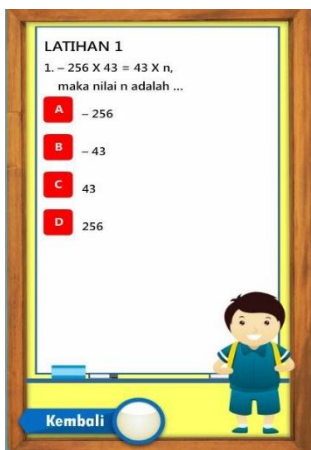 LATIHAN 1
1. – 256 X 43 = 43 X n,
maka nilai n adalah ...
A – 256
B – 43
C 43
D 256
Kembali